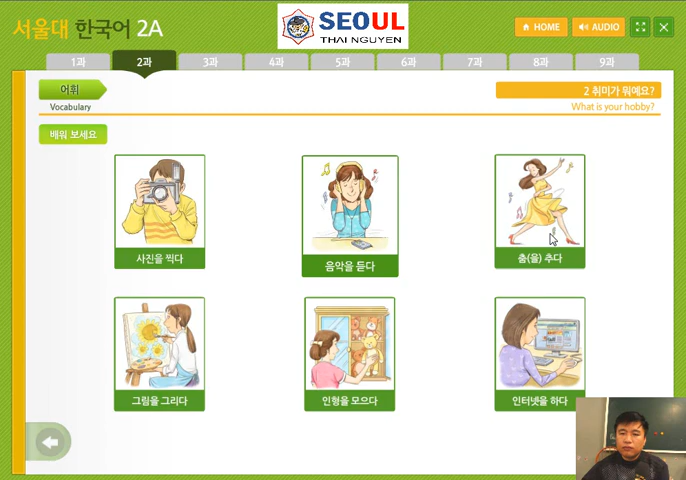 서울대 한국어 2A
SEOUL
THAI NGUYEN
HOME
AUDIO
1과
2과
3과
4과
5과
6과
7과
8과
9과
어휘
Vocabulary
2 취미가 뭐예요?
What is your hobby?
배워 보세요
사진을 찍다
음악을 듣다
춤(을) 추다
그림을 그리다
인형을 모으다
인터넷을 하다